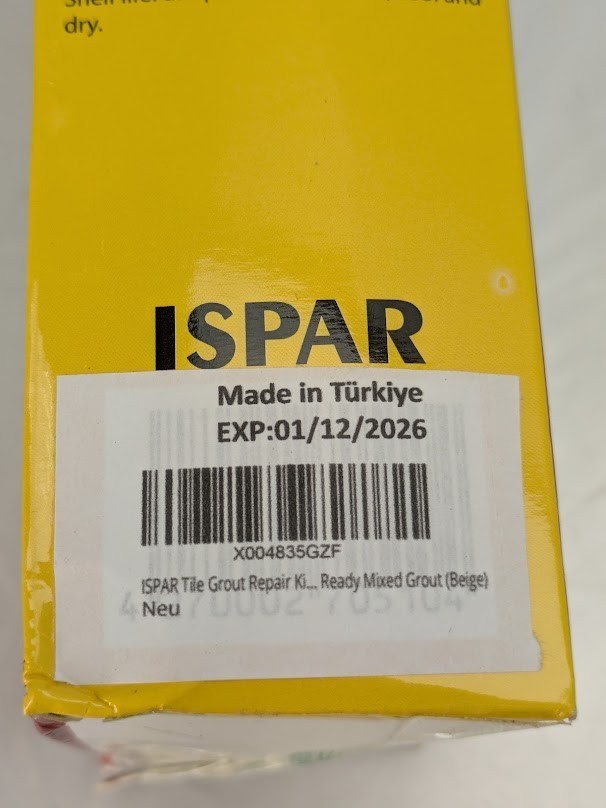 and
dry.
ISPAR
Made in Türkiye
EXP:01/12/2026
X004835GZF
ISPAR Tile Grout Repair Ki... Ready Mixed Grout (Beige)
Neu